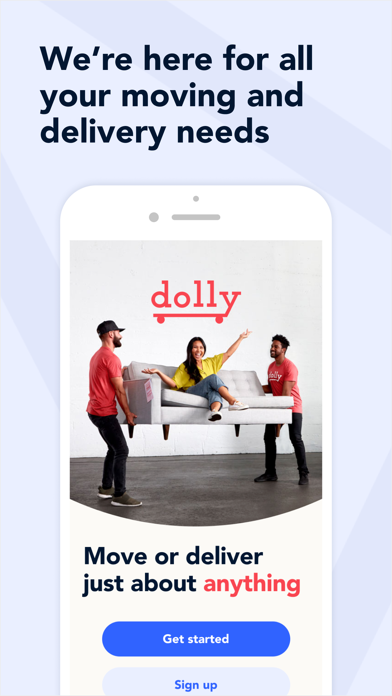 We're here for all
your moving and
delivery needs
dolly
dolly
Move or deliver
just about anything
Get started
Sign up